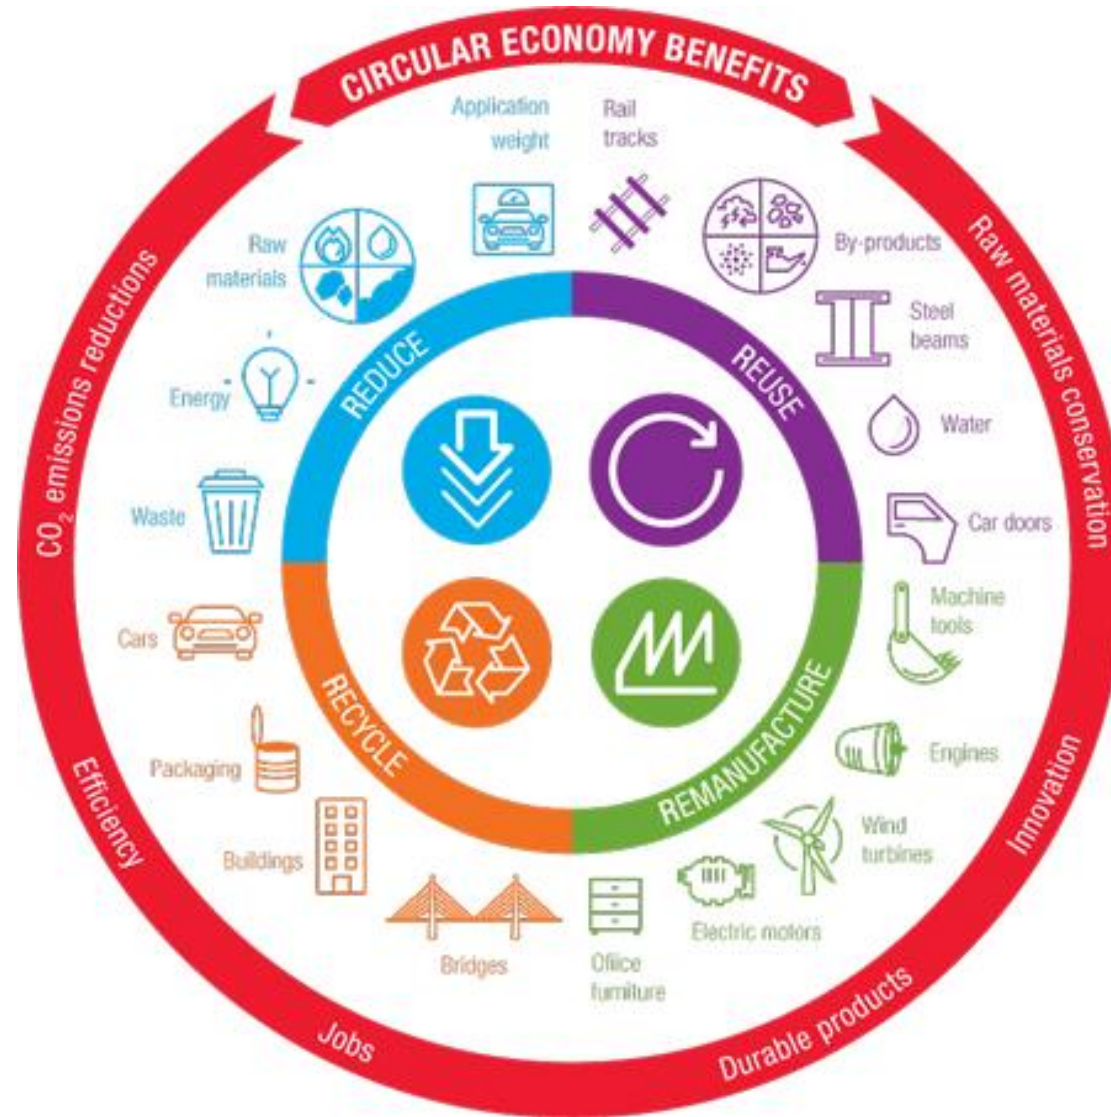 CIRCULAR ECONOMY BENEFITS
Raw materials conservation
Innovation
Durable products
Jobs
Efficiency
CO₂ emissions reductions
REDUCE
Application
weight
Raw
materials
Energy
Waste
REUSE
Rail
tracks
By-products
Steel
beams
Water
Car doors
REMANUFACTURE
Machine
tools
Engines
Wind
turbines
Electric motors
Office
furniture
RECYCLE
Cars
Packaging
Buildings
Bridges